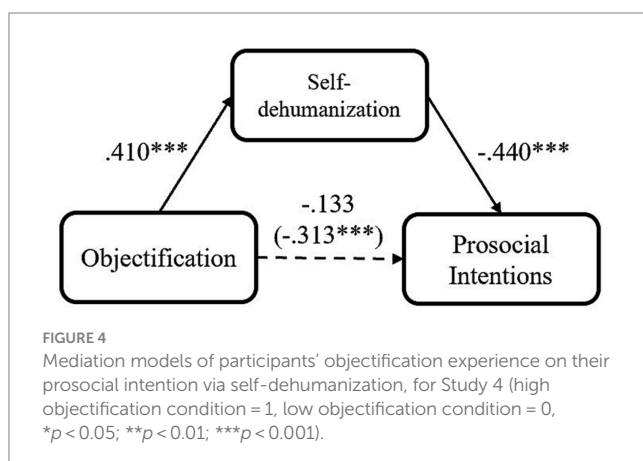 Self-
dehumanization
.410***
-.440***
-.133
(-.313***)
Objectification
Prosocial
Intentions
FIGURE 4
Mediation models of participants’ objectification experience on their
prosocial intention via self-dehumanization, for Study 4 (high
objectification condition = 1, low objectification condition = 0,
*p < 0.05; **p < 0.01; ***p < 0.001).